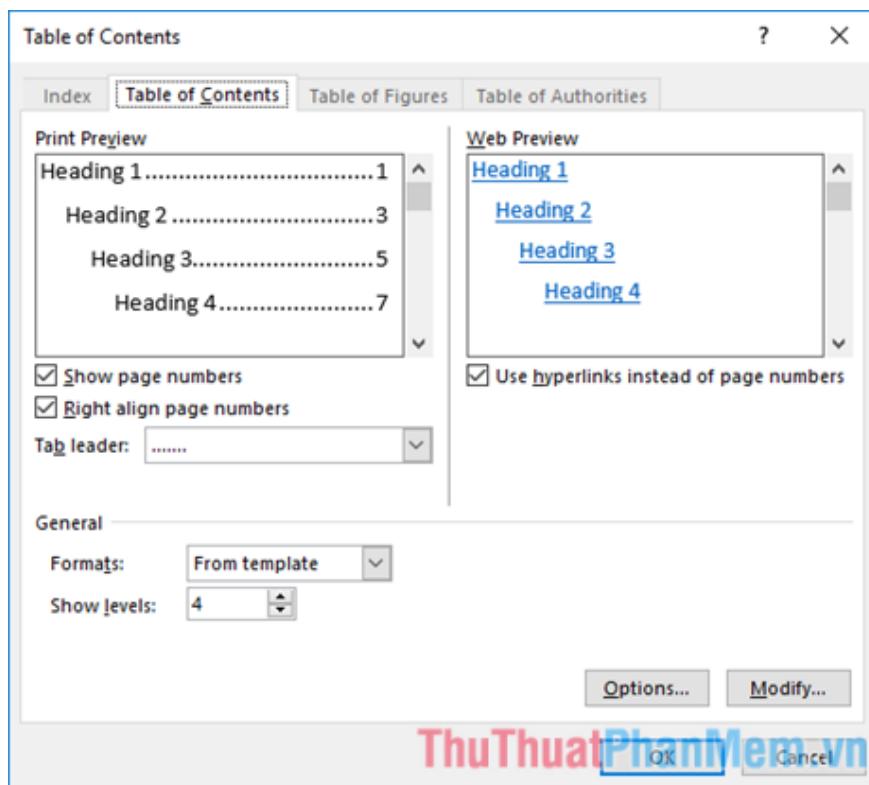 Table of Contents ?
Index Table of Contents Table of Figures Table of Authorities
Print Preview
Heading 1..................................1
Heading 2 ..............................3
Heading 3...........................5
Heading 4.......................7
Show page numbers
Right align page numbers
Tab leader: .......
Web Preview
Heading 1
Heading 2
Heading 3
Heading 4
Use hyperlinks instead of page numbers
General
Formats: From template
Show levels: 4
Options... Modify...
OK Cancel
ThuThuatPhanMem.vn